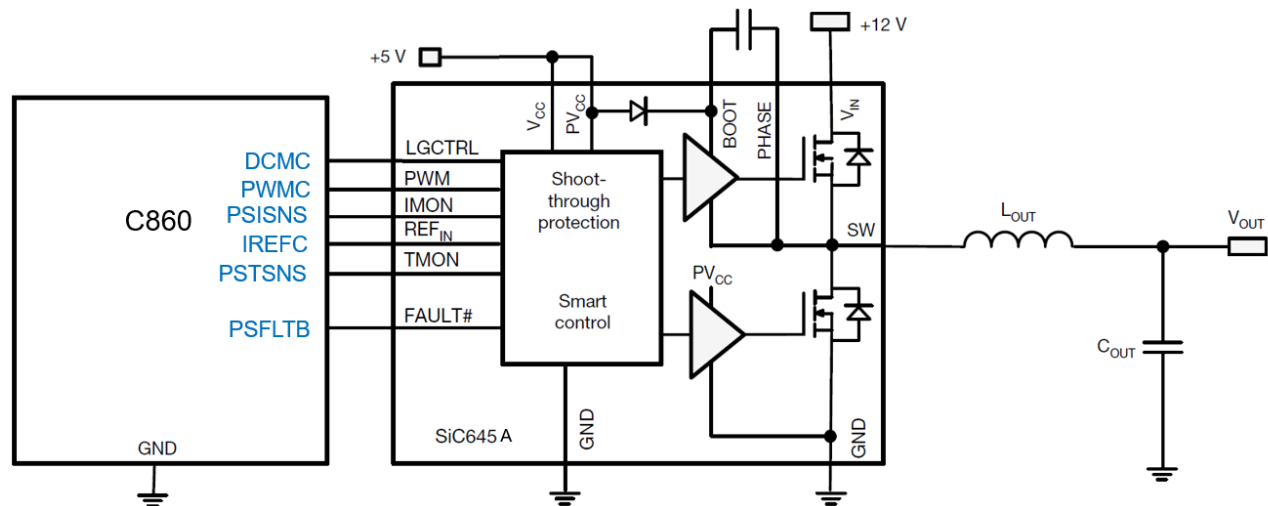 +12 V
+5 V
VCC
PVCC
BOOT
PHASE
VIN
DCMC
PWMC
PSISNS
IREFC
PSTSNS
PSFLTB
C860
GND
LGCTRL
PWM
IMON
REFIN
TMON
FAULT#
Shoot-
through
protection
Smart
control
SW
PVCC
LOUT
VOUT
COUT
SiC645 A
GND
GND